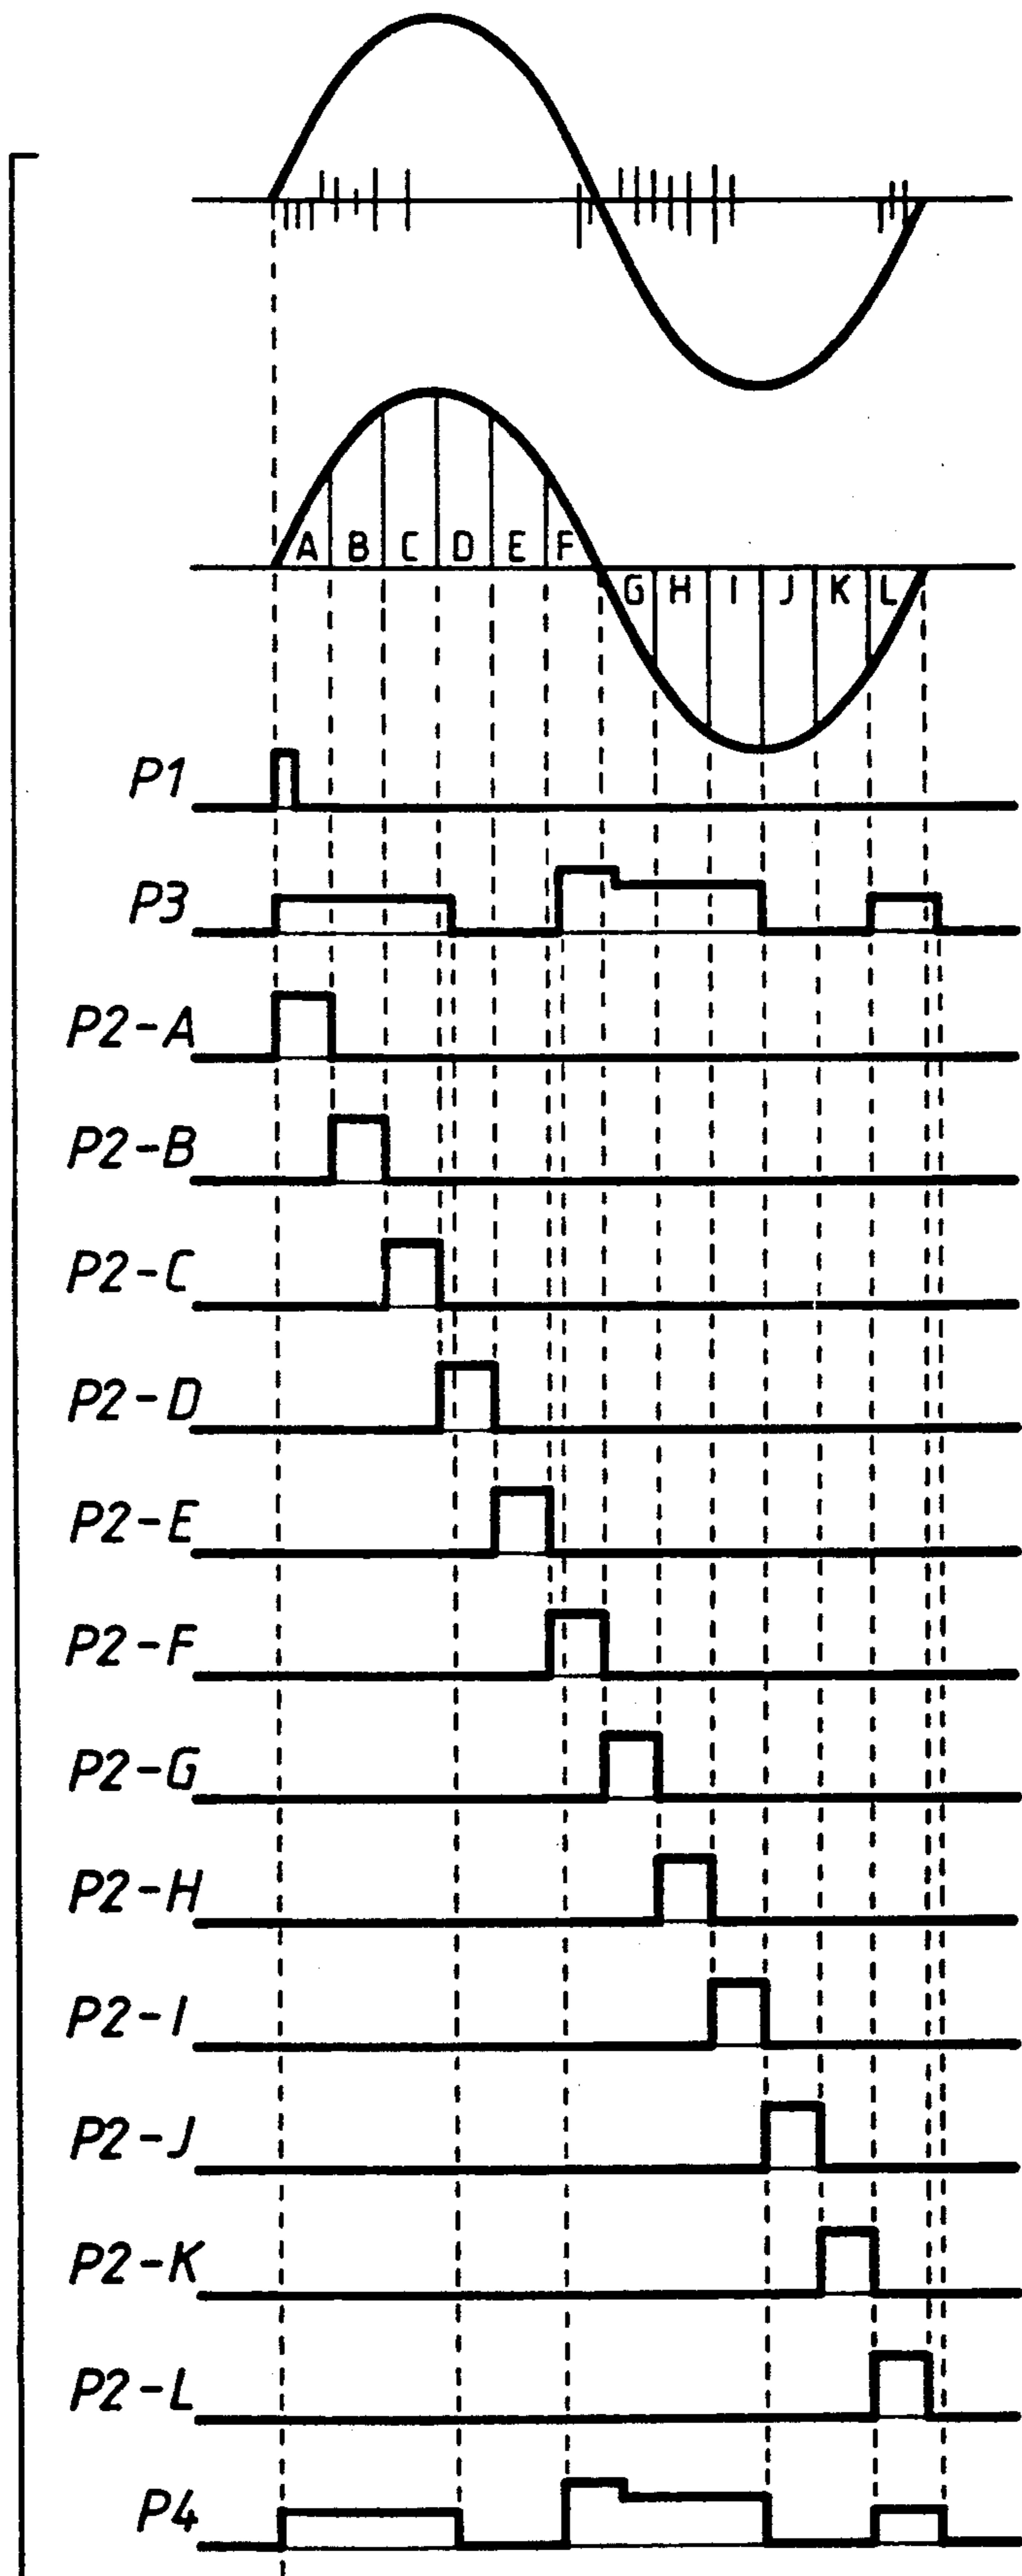 A B C D E F
G H I J K L
P1
P3
P2-A
P2-B
P2-C
P2-D
P2-E
P2-F
P2-G
P2-H
P2-I
P2-J
P2-K
P2-L
P4